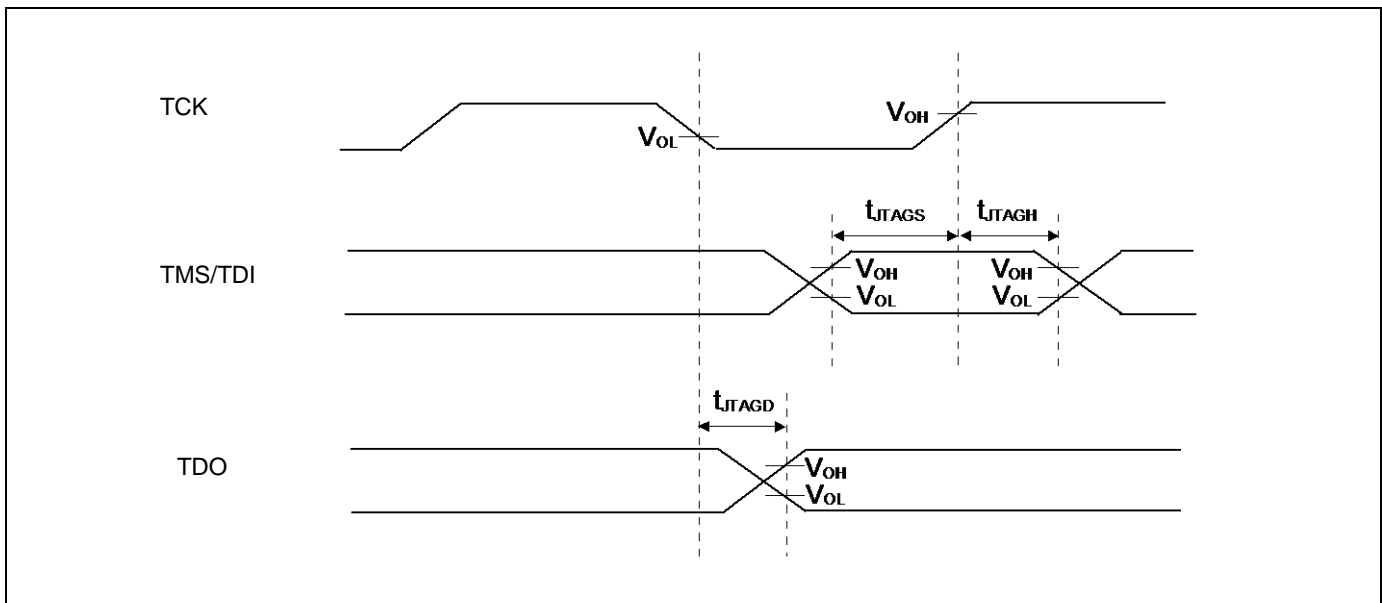 TCK
VOL
VOH
tJTAGS
tJTAGH
TMS/TDI
VOH
VOL
VOH
VOL
tJTAGD
TDO
VOH
VOL